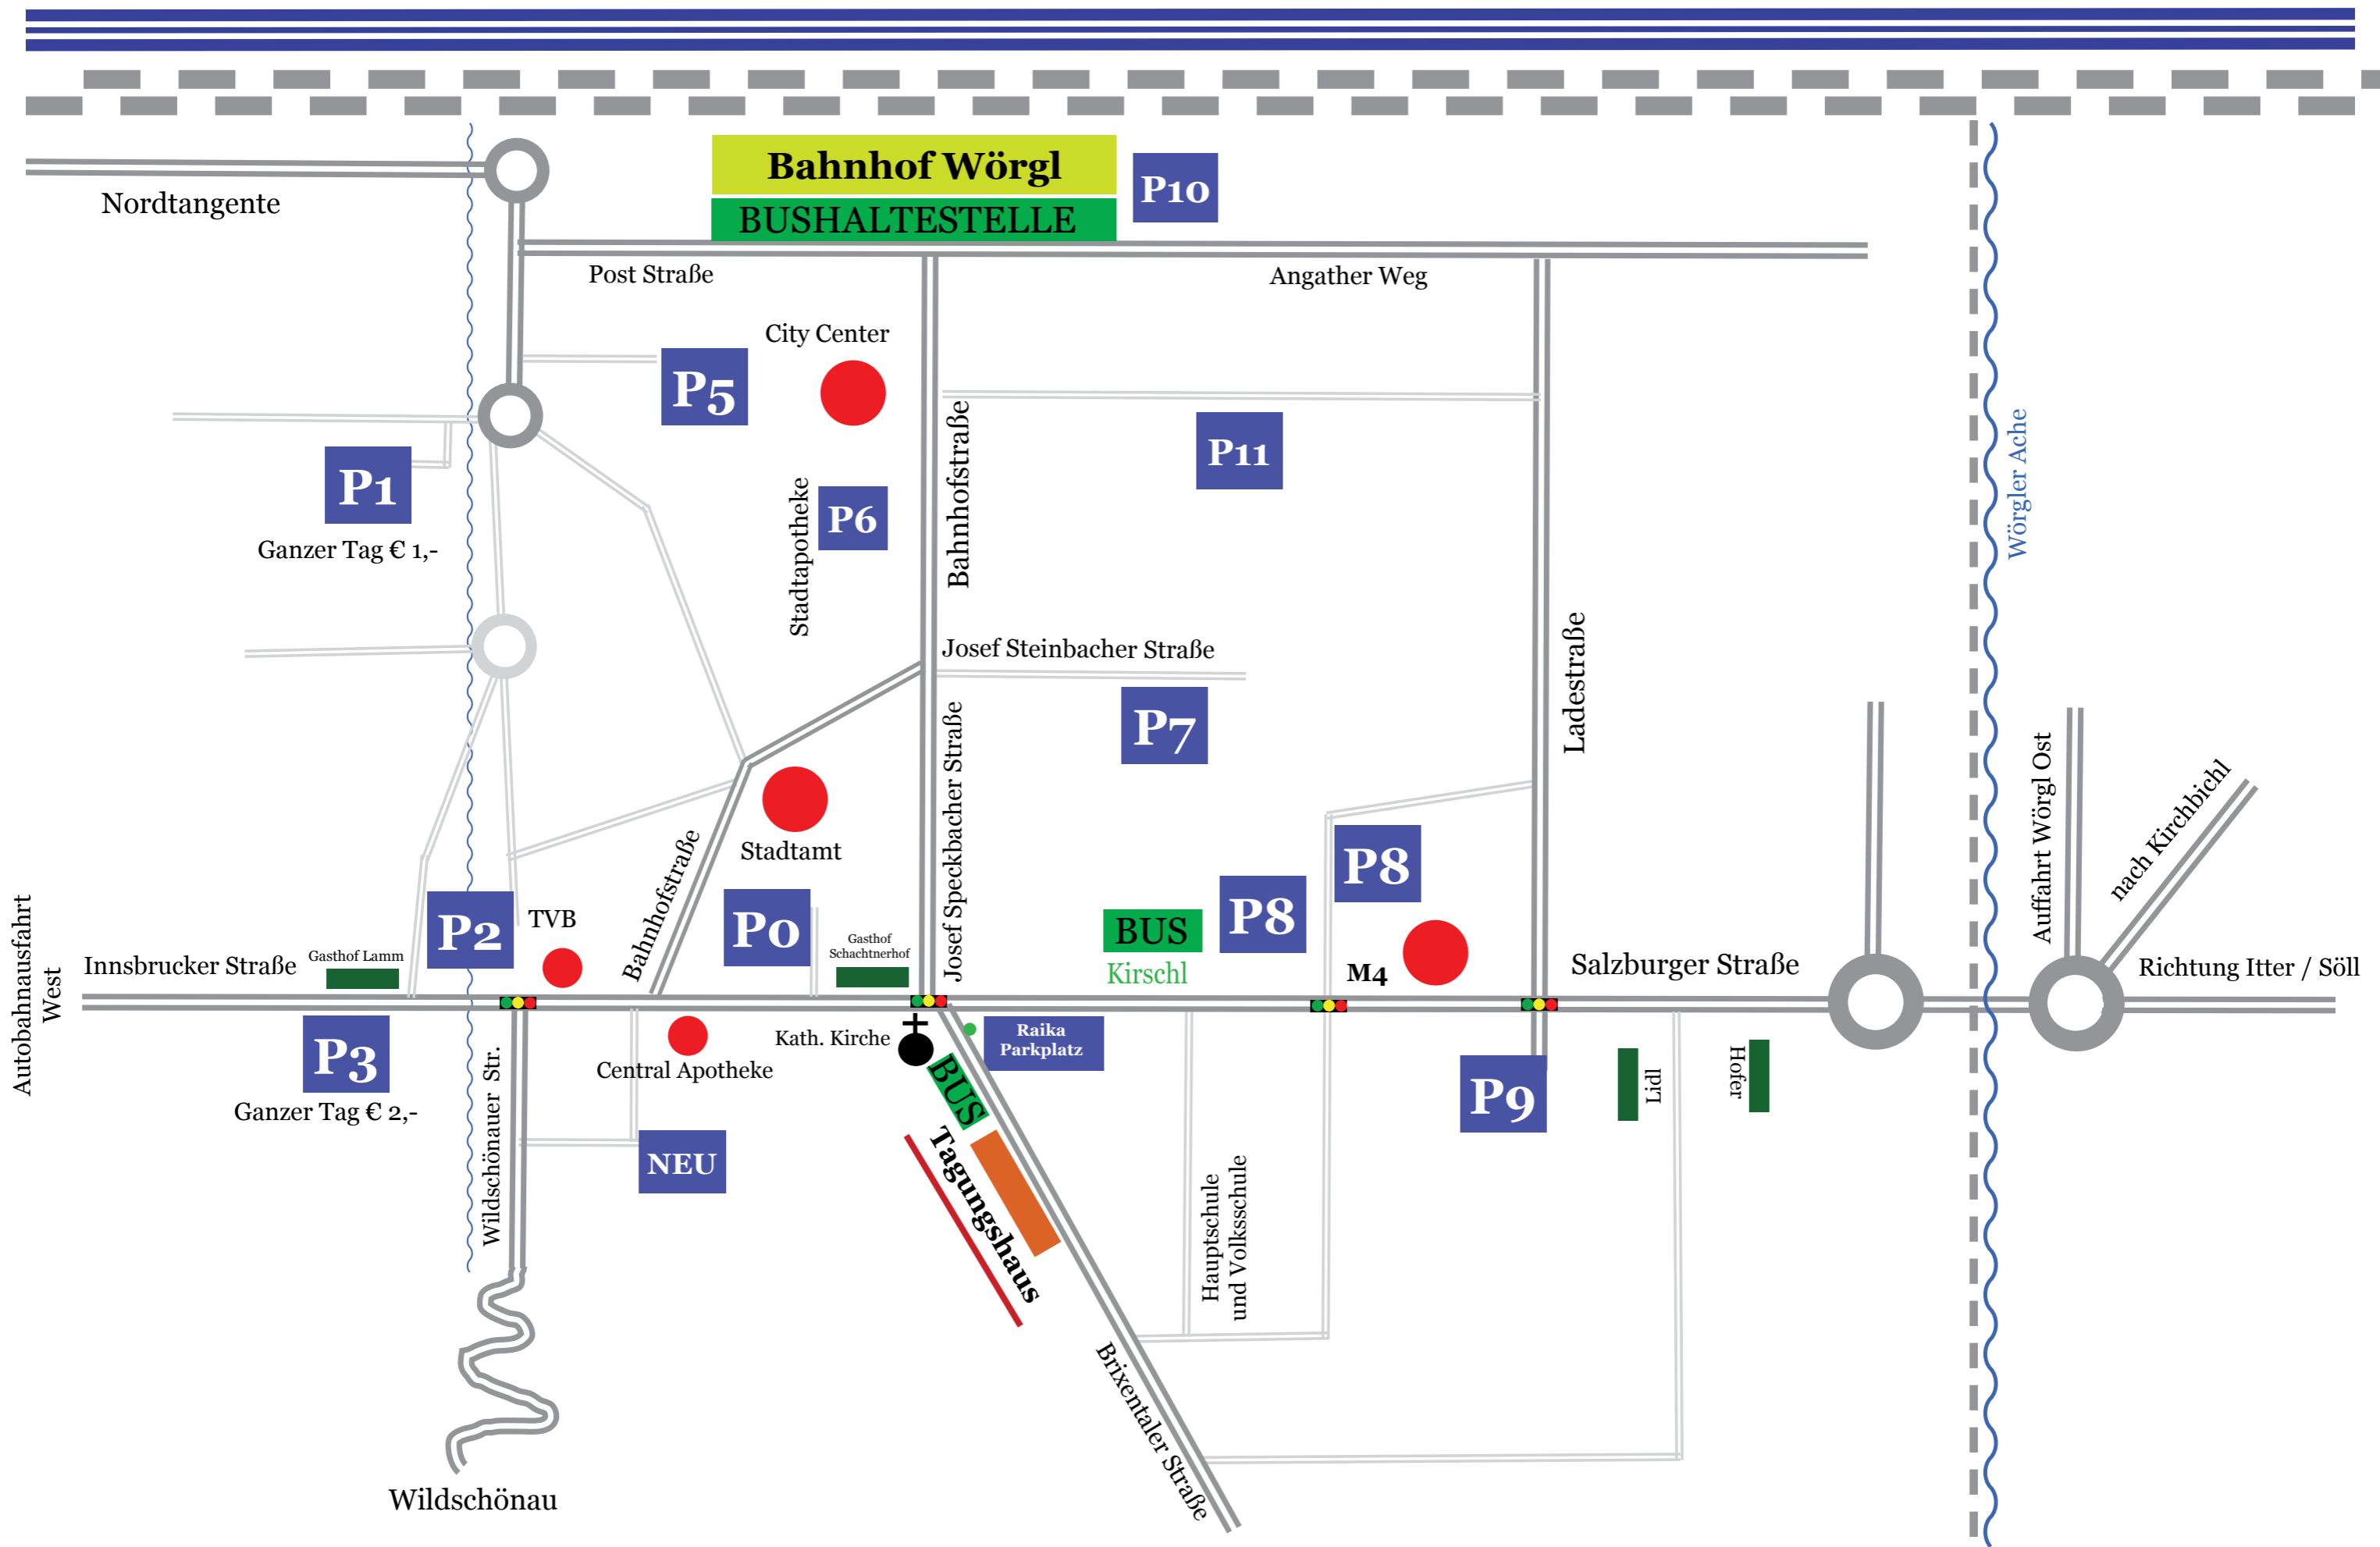 Bahnhof Wörgl
P10
BUSHALTESTELLE
Nordtangente
Post Straße
Angather Weg
City Center
P5
Bahnhofstraße
P11
P1
Ganzer Tag € 1,-
Stadtapotheke
P6
Wörgler Ache
Josef Steinbacher Straße
P7
Ladestraße
Josef Speckbacher Straße
Stadtamt
Bahnhofstraße
P8
P8
Auffahrt Wörgl Ost
nach Kirchbichl
Autobahnausfahrt
West
Innsbrucker Straße
Gasthof Lamm
P2
TVB
P0
Gasthof
Schachtnerhof
BUS
Kirschl
M4
Salzburger Straße
Richtung Itter / Söll
P3
Ganzer Tag € 2,-
Wildschönauer Str.
Central Apotheke
Kath. Kirche
Raika
Parkplatz
BUS
P9
Lidl
Hofer
NEU
Tagungshaus
Hauptschule
und Volksschule
Brixentaler Straße
Wildschönau